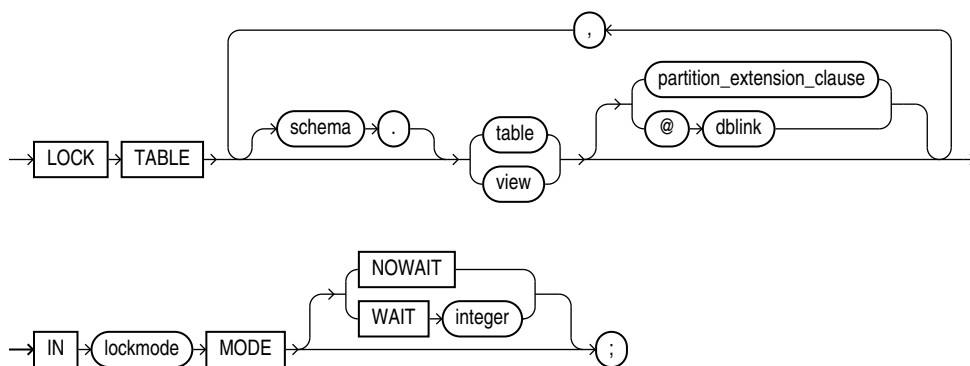 ,
partition_extension_clause
schema . table @ dblink
LOCK TABLE view
NOWAIT
WAIT integer
IN lockmode MODE ;